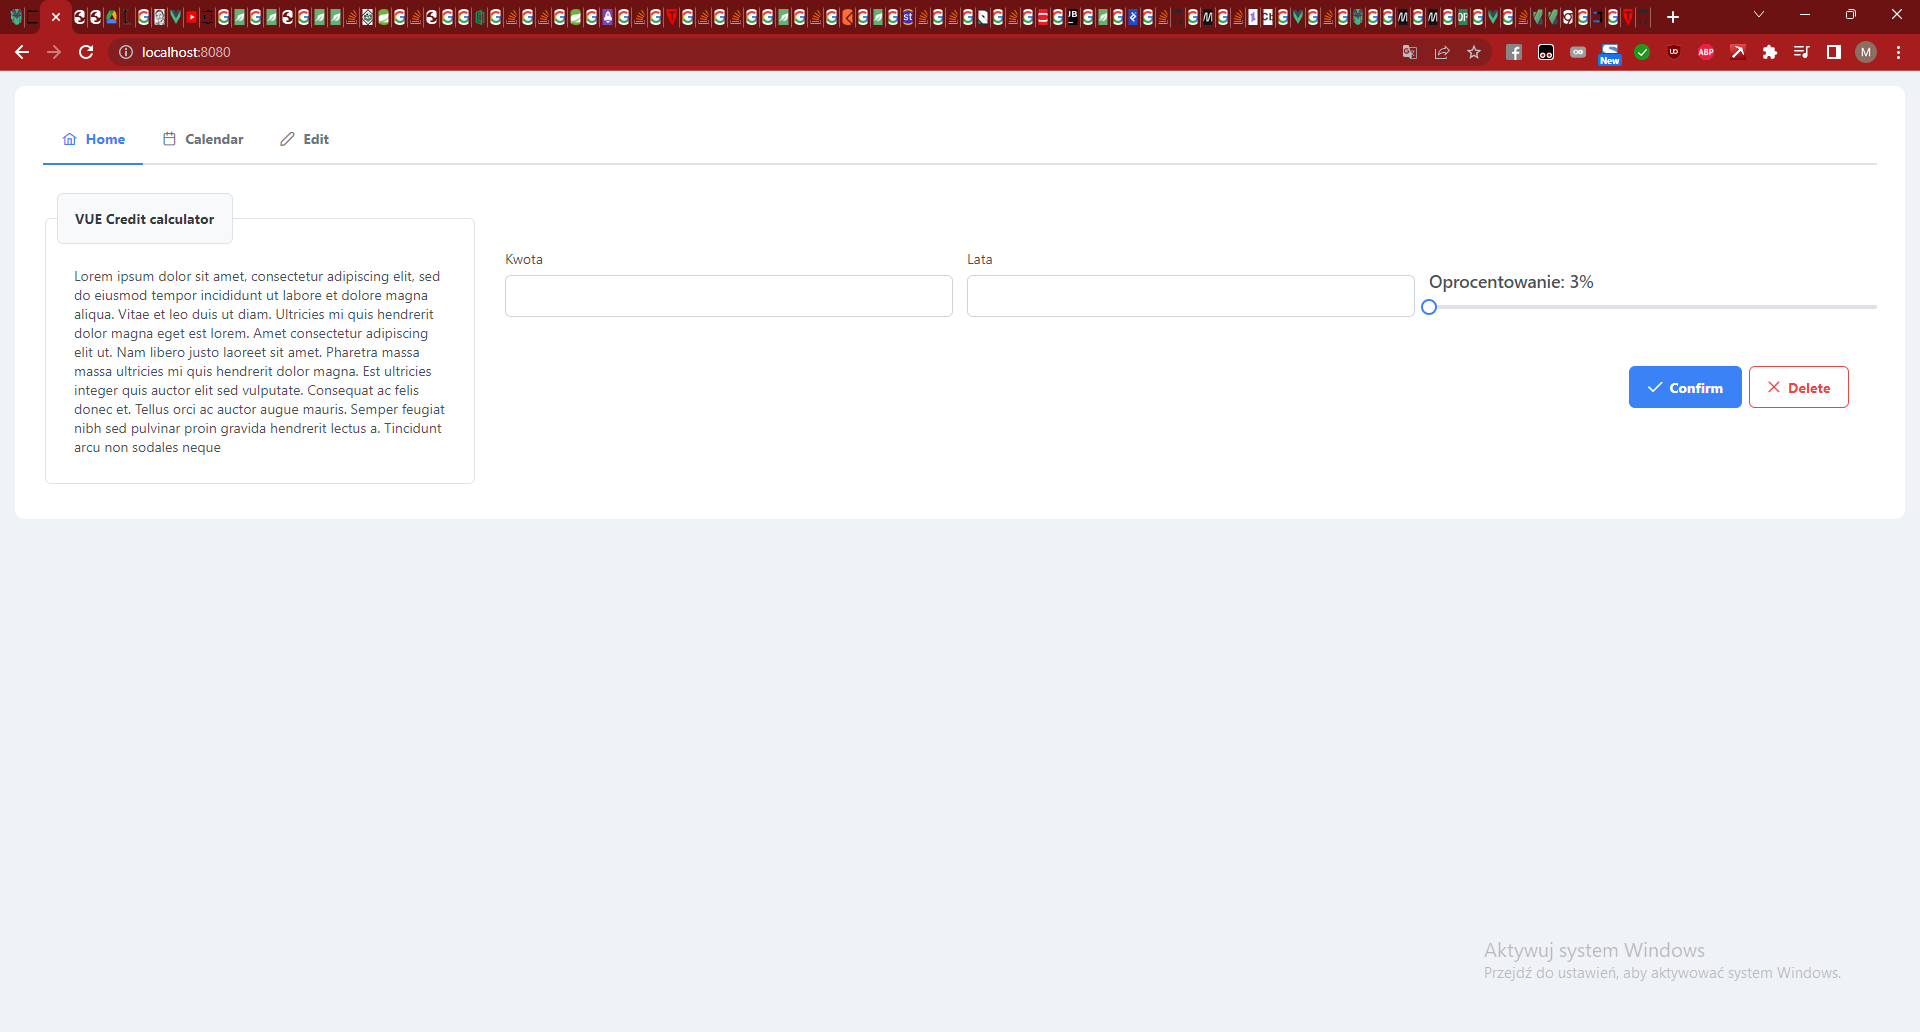 localhost:8080
New
ABP
M
Home
Calendar
Edit
VUE Credit calculator
Lorem ipsum dolor sit amet, consectetur adipiscing elit, sed
do eiusmod tempor incididunt ut labore et dolore magna
aliqua. Vitae et leo duis ut diam. Ultricies mi quis hendrerit
dolor magna eget est lorem. Amet consectetur adipiscing
elit ut. Nam libero justo laoreet sit amet. Pharetra massa
massa ultricies mi quis hendrerit dolor magna. Est ultricies
integer quis auctor elit sed vulputate. Consequat ac felis
donec et. Tellus orci ac auctor augue mauris. Semper feugiat
nibh sed pulvinar proin gravida hendrerit lectus a. Tincidunt
arcu non sodales neque
Kwota
Lata
Oprocentowanie: 3%
Confirm
Delete
Aktywuj system Windows
Przejdź do ustawień, aby aktywować system Windows.